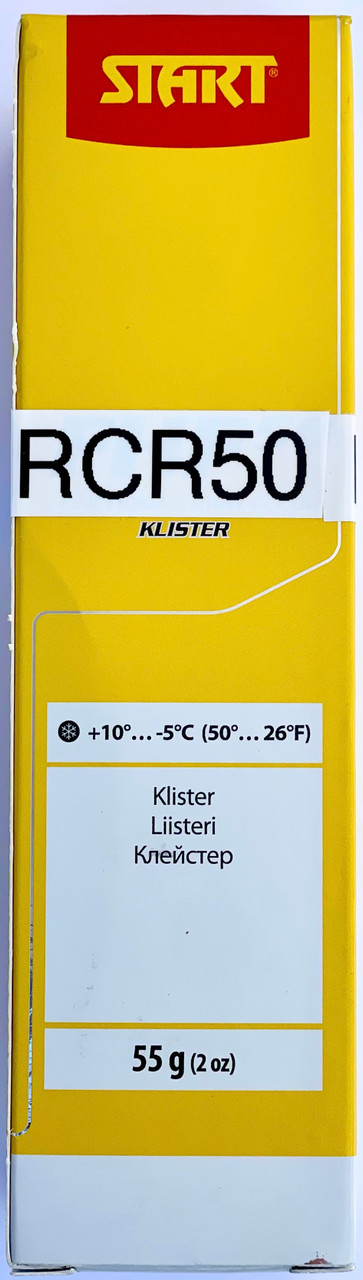 START®
RCR50
KLISTER
+10°... -5°C (50°... 26°F)
Klister
Liisteri
Клейстер
55 g (2 oz)